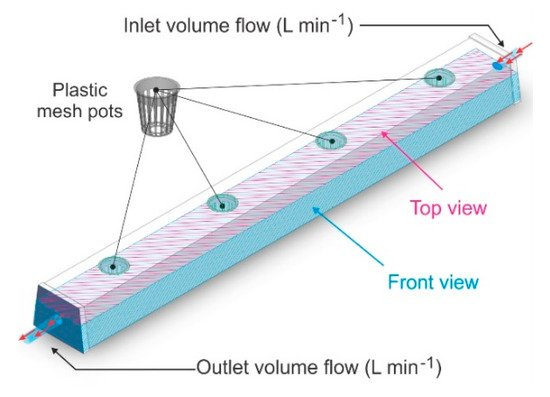 Inlet volume flow (L min-1)
Plastic
mesh pots
Top view
Front view
Outlet volume flow (L min-1)